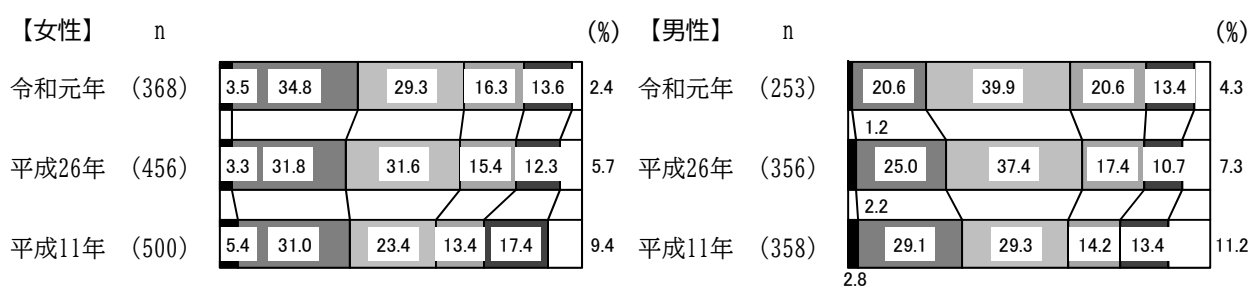 【女性】 n (%) 【男性】 n (%)
令和元年 (368) 3.5 34.8 29.3 16.3 13.6 2.4 令和元年 (253) 20.6 39.9 20.6 13.4 4.3
1.2
平成26年 (456) 3.3 31.8 31.6 15.4 12.3 5.7 平成26年 (356) 25.0 37.4 17.4 10.7 7.3
2.2
平成11年 (500) 5.4 31.0 23.4 13.4 17.4 9.4 平成11年 (358) 29.1 29.3 14.2 13.4 11.2
2.8